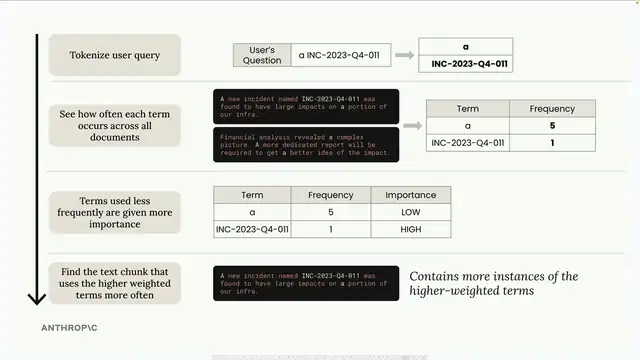 Tokenize user query
User's
Question
a INC-2023-Q4-011
a
INC-2023-Q4-011
See how often each term
occurs across all
documents
A new incident named INC-2023-Q4-011 was
found to have large impacts on a portion of
our infra.
Financial analysis revealed a complex
picture. A more dedicated report will be
required to get a better idea of the impact.
Term Frequency
a 5
INC-2023-Q4-011 1
Terms used less
frequently are given more
importance
Term Frequency Importance
a 5 LOW
INC-2023-Q4-011 1 HIGH
Find the text chunk that
uses the higher weighted
terms more often
A new incident named INC-2023-Q4-011 was
found to have large impacts on a portion of
our infra.
Contains more instances of the
higher-weighted terms
ANTHROP\C